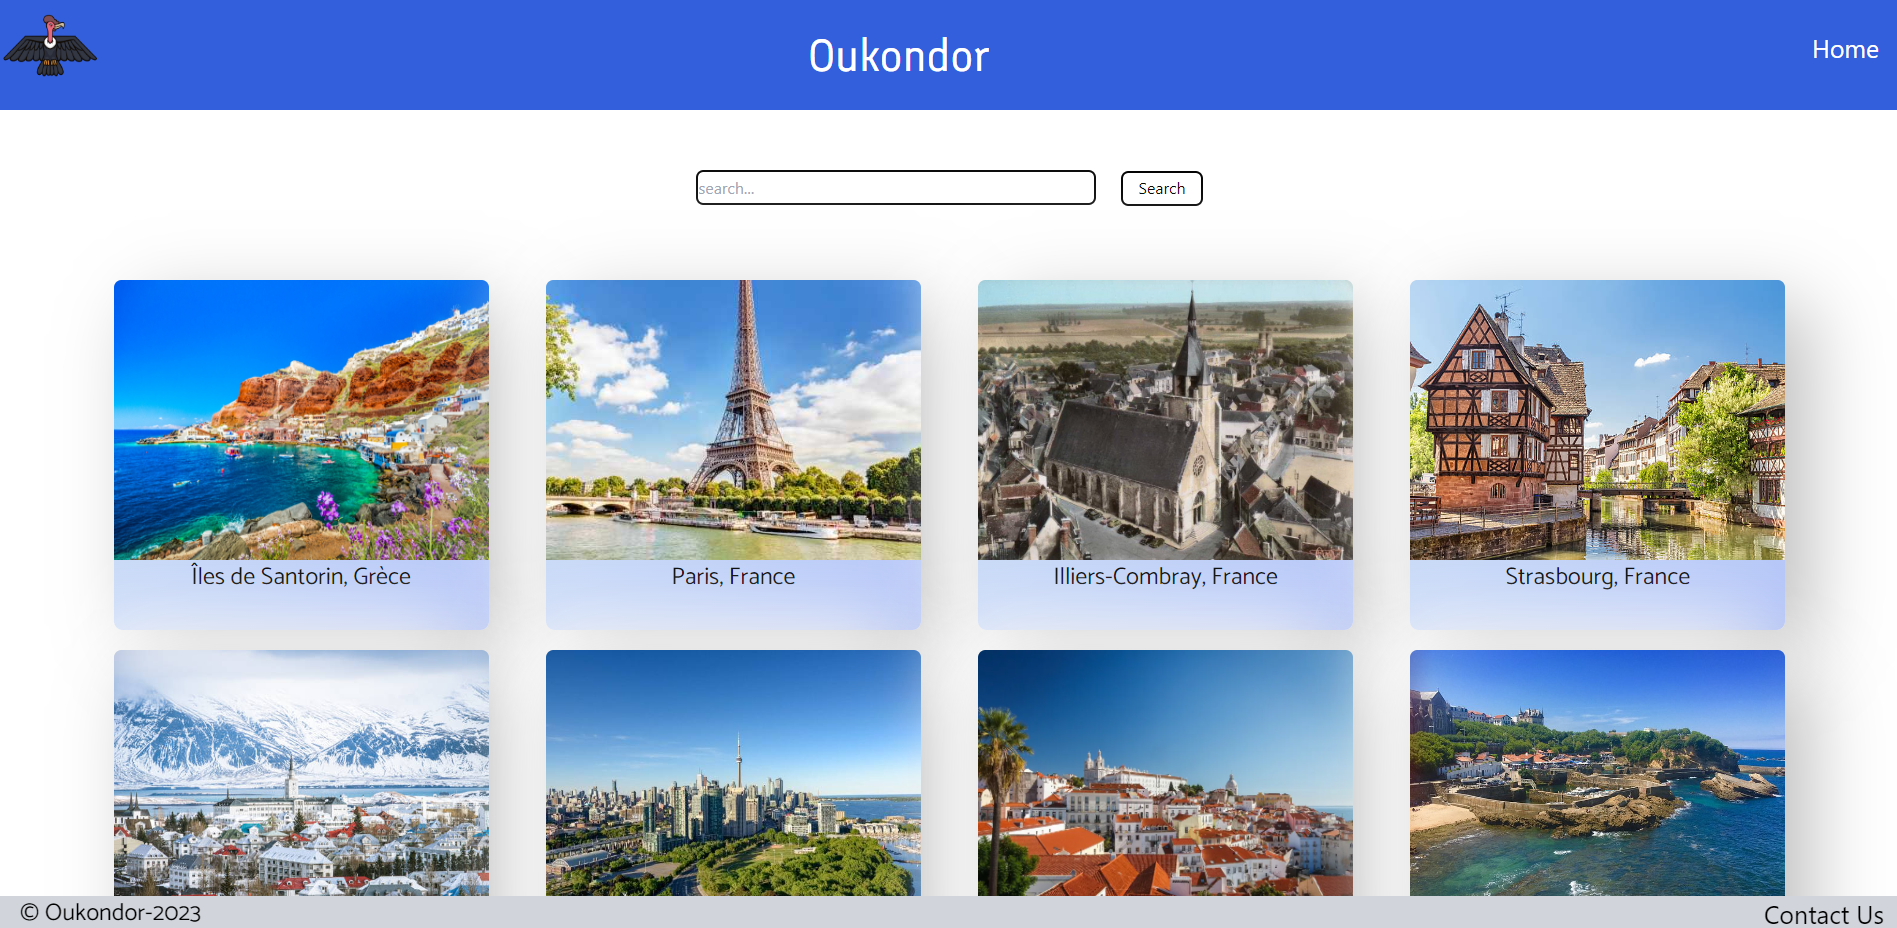 Oukondor
Home
search...
Search
Îles de Santorin, Grèce
Paris, France
Illiers-Combray, France
Strasbourg, France
© Oukondor-2023
Contact Us